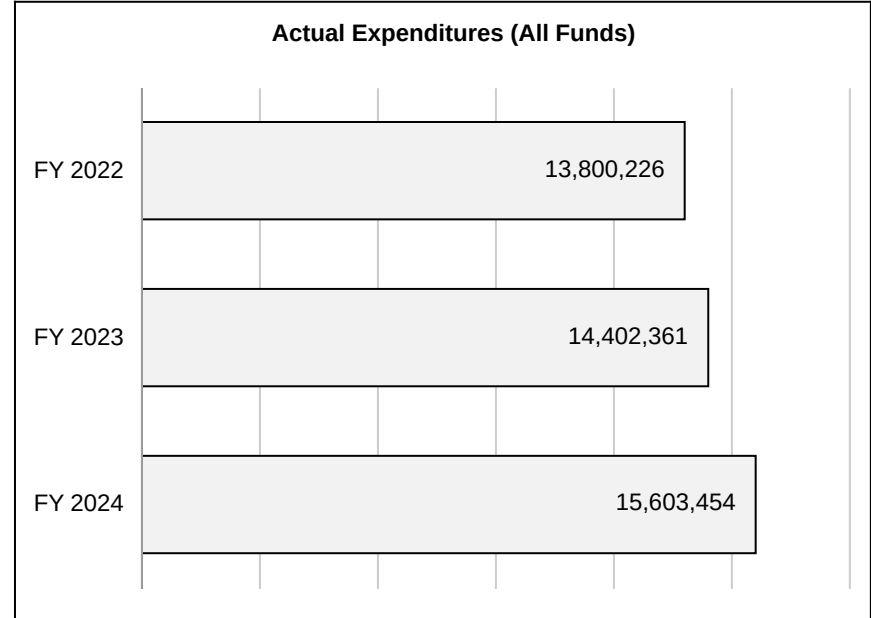 Actual Expenditures (All Funds)
FY 2022
13,800,226
FY 2023
14,402,361
FY 2024
15,603,454